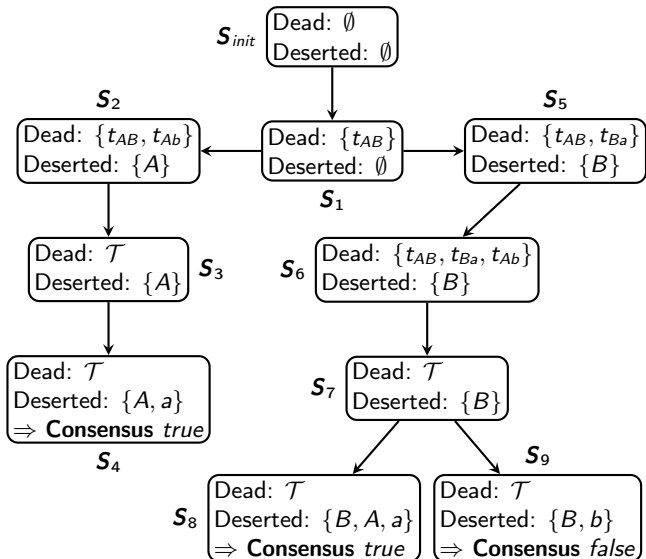 S_init
Dead: ∅
Deserted: ∅
S_2
Dead: {t_AB, t_Ab}
Deserted: {A}
Dead: {t_AB}
Deserted: ∅
S_1
S_5
Dead: {t_AB, t_Ba}
Deserted: {B}
Dead: 𝒯
Deserted: {A}
S_3
S_6
Dead: {t_AB, t_Ba, t_Ab}
Deserted: {B}
Dead: 𝒯
Deserted: {A, a}
⇒ Consensus true
S_4
S_7
Dead: 𝒯
Deserted: {B}
S_8
Dead: 𝒯
Deserted: {B, A, a}
⇒ Consensus true
S_9
Dead: 𝒯
Deserted: {B, b}
⇒ Consensus false